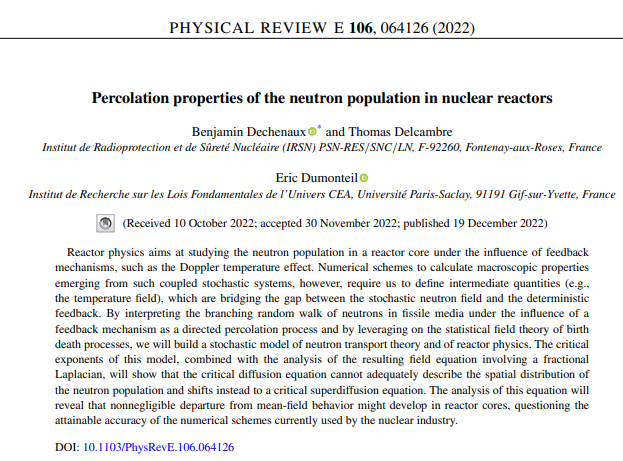 PHYSICAL REVIEW E 106, 064126 (2022)
Percolation properties of the neutron population in nuclear reactors
Benjamin Dechenaux * and Thomas Delcambre
Institut de Radioprotection et de Sûreté Nucléaire (IRSN) PSN-RES/SNC/LN, F-92260, Fontenay-aux-Roses, France
Eric Dumonteil
Institut de Recherche sur les Lois Fondamentales de l'Univers CEA, Université Paris-Saclay, 91191 Gif-sur-Yvette, France
(Received 10 October 2022; accepted 30 November 2022; published 19 December 2022)
Reactor physics aims at studying the neutron population in a reactor core under the influence of feedback
mechanisms, such as the Doppler temperature effect. Numerical schemes to calculate macroscopic properties
emerging from such coupled stochastic systems, however, require us to define intermediate quantities (e.g.,
the temperature field), which are bridging the gap between the stochastic neutron field and the deterministic
feedback. By interpreting the branching random walk of neutrons in fissile media under the influence of a
feedback mechanism as a directed percolation process and by leveraging on the statistical field theory of birth
death processes, we will build a stochastic model of neutron transport theory and of reactor physics. The critical
exponents of this model, combined with the analysis of the resulting field equation involving a fractional
Laplacian, will show that the critical diffusion equation cannot adequately describe the spatial distribution of
the neutron population and shifts instead to a critical superdiffusion equation. The analysis of this equation will
reveal that nonnegligible departure from mean-field behavior might develop in reactor cores, questioning the
attainable accuracy of the numerical schemes currently used by the nuclear industry.
DOI: 10.1103/PhysRevE.106.064126